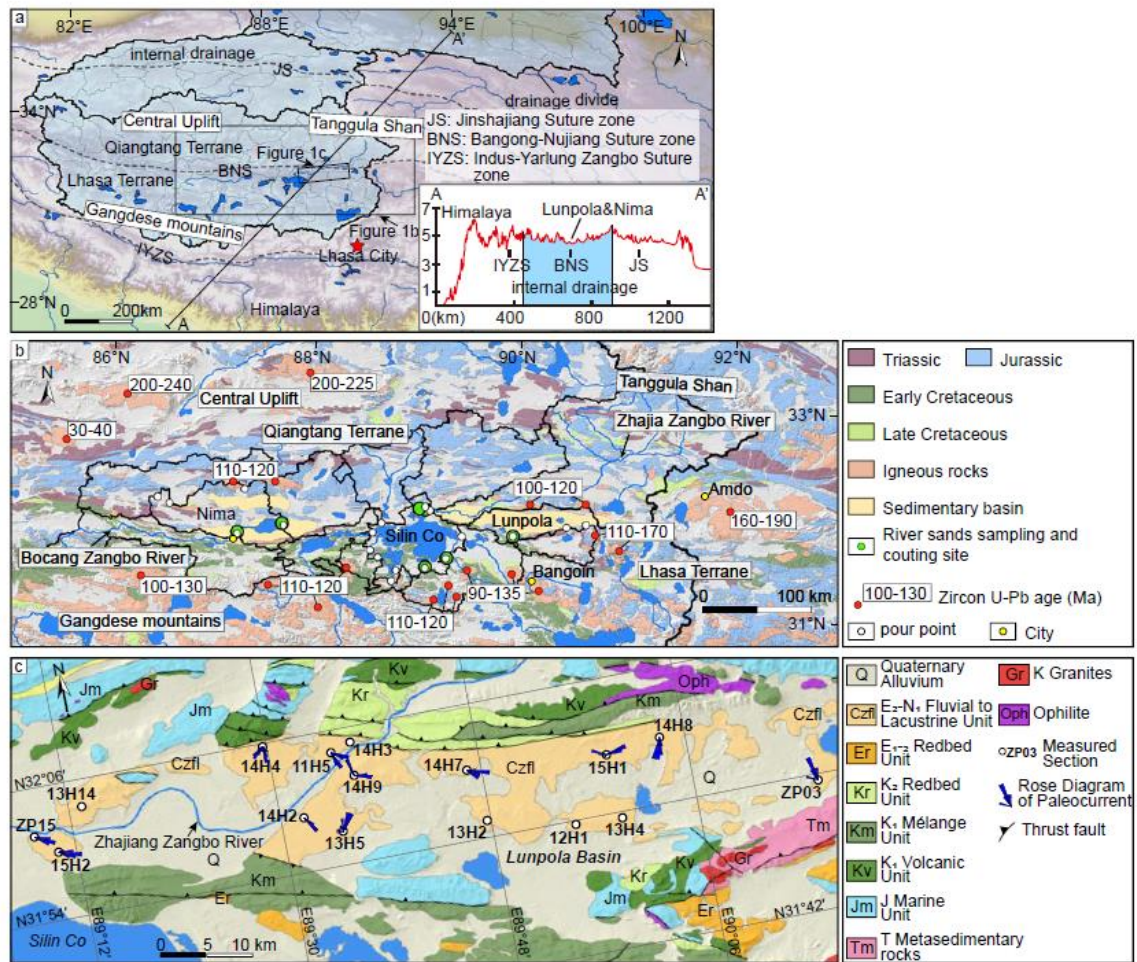 a
82°E
88°E
94°E
100°E
A'
N
internal drainage
JS
drainage divide
34°N
Central Uplift
Tanggula Shan
JS: Jinshajiang Suture zone
BNS: Bangong-Nujiang Suture zone
IYZS: Indus-Yarlung Zangbo Suture
zone
Qiangtang Terrane
Figure 1c
BNS
Lhasa Terrane
Gangdese mountains
Figure 1b
IYZS
Lhasa City
28°N
Himalaya
0 200km
A
A
A'
7
5
3
1
Himalaya
Lunpola&Nima
IYZS
BNS
JS
internal drainage
0(km) 400 800 1200
b
86°N
88°N
90°N
92°N
N
200-240
200-225
Central Uplift
Tanggula Shan
33°N
Zhajia Zangbo River
30-40
Qiangtang Terrane
110-120
100-120
Amdo
Nima
Lunpola
160-190
Silin Co
110-170
Bocang Zangbo River
Bangoin
Lhasa Terrane
100-130
110-120
90-135
0 100 km
Gangdese mountains
110-120
31°N
Triassic
Jurassic
Early Cretaceous
Late Cretaceous
Igneous rocks
Sedimentary basin
River sands sampling and
couting site
100-130 Zircon U-Pb age (Ma)
pour point
City
c
N
Jm
Gr
Kv
Jm
Kv
Kr
Kv
Oph
Km
Czfl
14H8
N32°06'
Czfl
14H4
11H5
14H3
14H7
Czfl
15H1
Q
13H14
14H9
ZP03
ZP15
14H2
13H2
12H1
13H4
Tm
15H2
Zhajiang Zangbo River
13H5
Lunpola Basin
Kv
Gr
Q
Kr
Km
Jm
Er
Er
N31°54'
N31°42'
Silin Co
E89°12'
E89°30'
E89°48'
E90°06'
0 5 10 km
Q Quaternary
Alluvium
Gr K Granites
Czfl E₂-N₁ Fluvial to
Lacustrine Unit
Oph Ophilite
Er E₁₋₂ Redbed
Unit
ZP03 Measured
Section
Kr K₂ Redbed
Unit
Rose Diagram
of Paleocurrent
Km K₁ Mélange
Unit
Thrust fault
Kv K₁ Volcanic
Unit
Jm J Marine
Unit
Tm T Metasedimentary
rocks